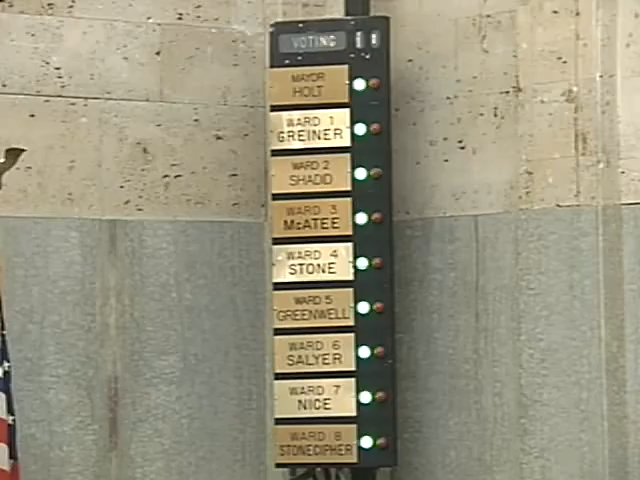 VOTING
MAYOR
HOLT
WARD 1
GREINER
WARD 2
SHADID
WARD 3
McATEE
WARD 4
STONE
WARD 5
GREENWELL
WARD 6
SALYER
WARD 7
NICE
WARD 8
STONECIPHER